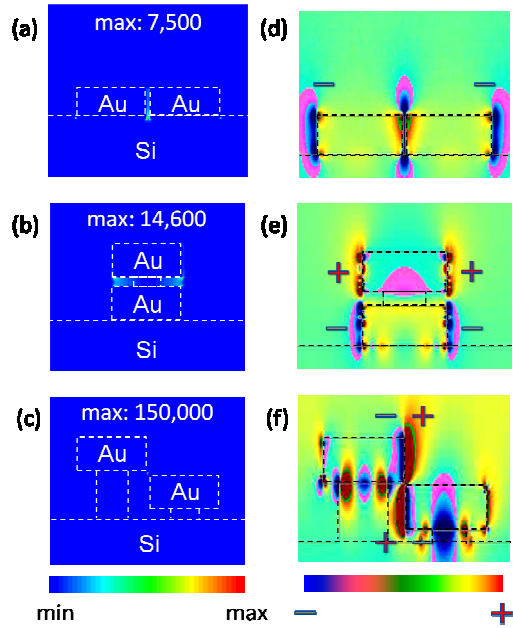 (a)
max: 7,500
Au Au
Si
(b)
max: 14,600
Au
Au
Si
(c)
max: 150,000
Au
Au
Si
min max
(d)
− −
(e)
+ +
− −
(f)
− +
+ −
− +